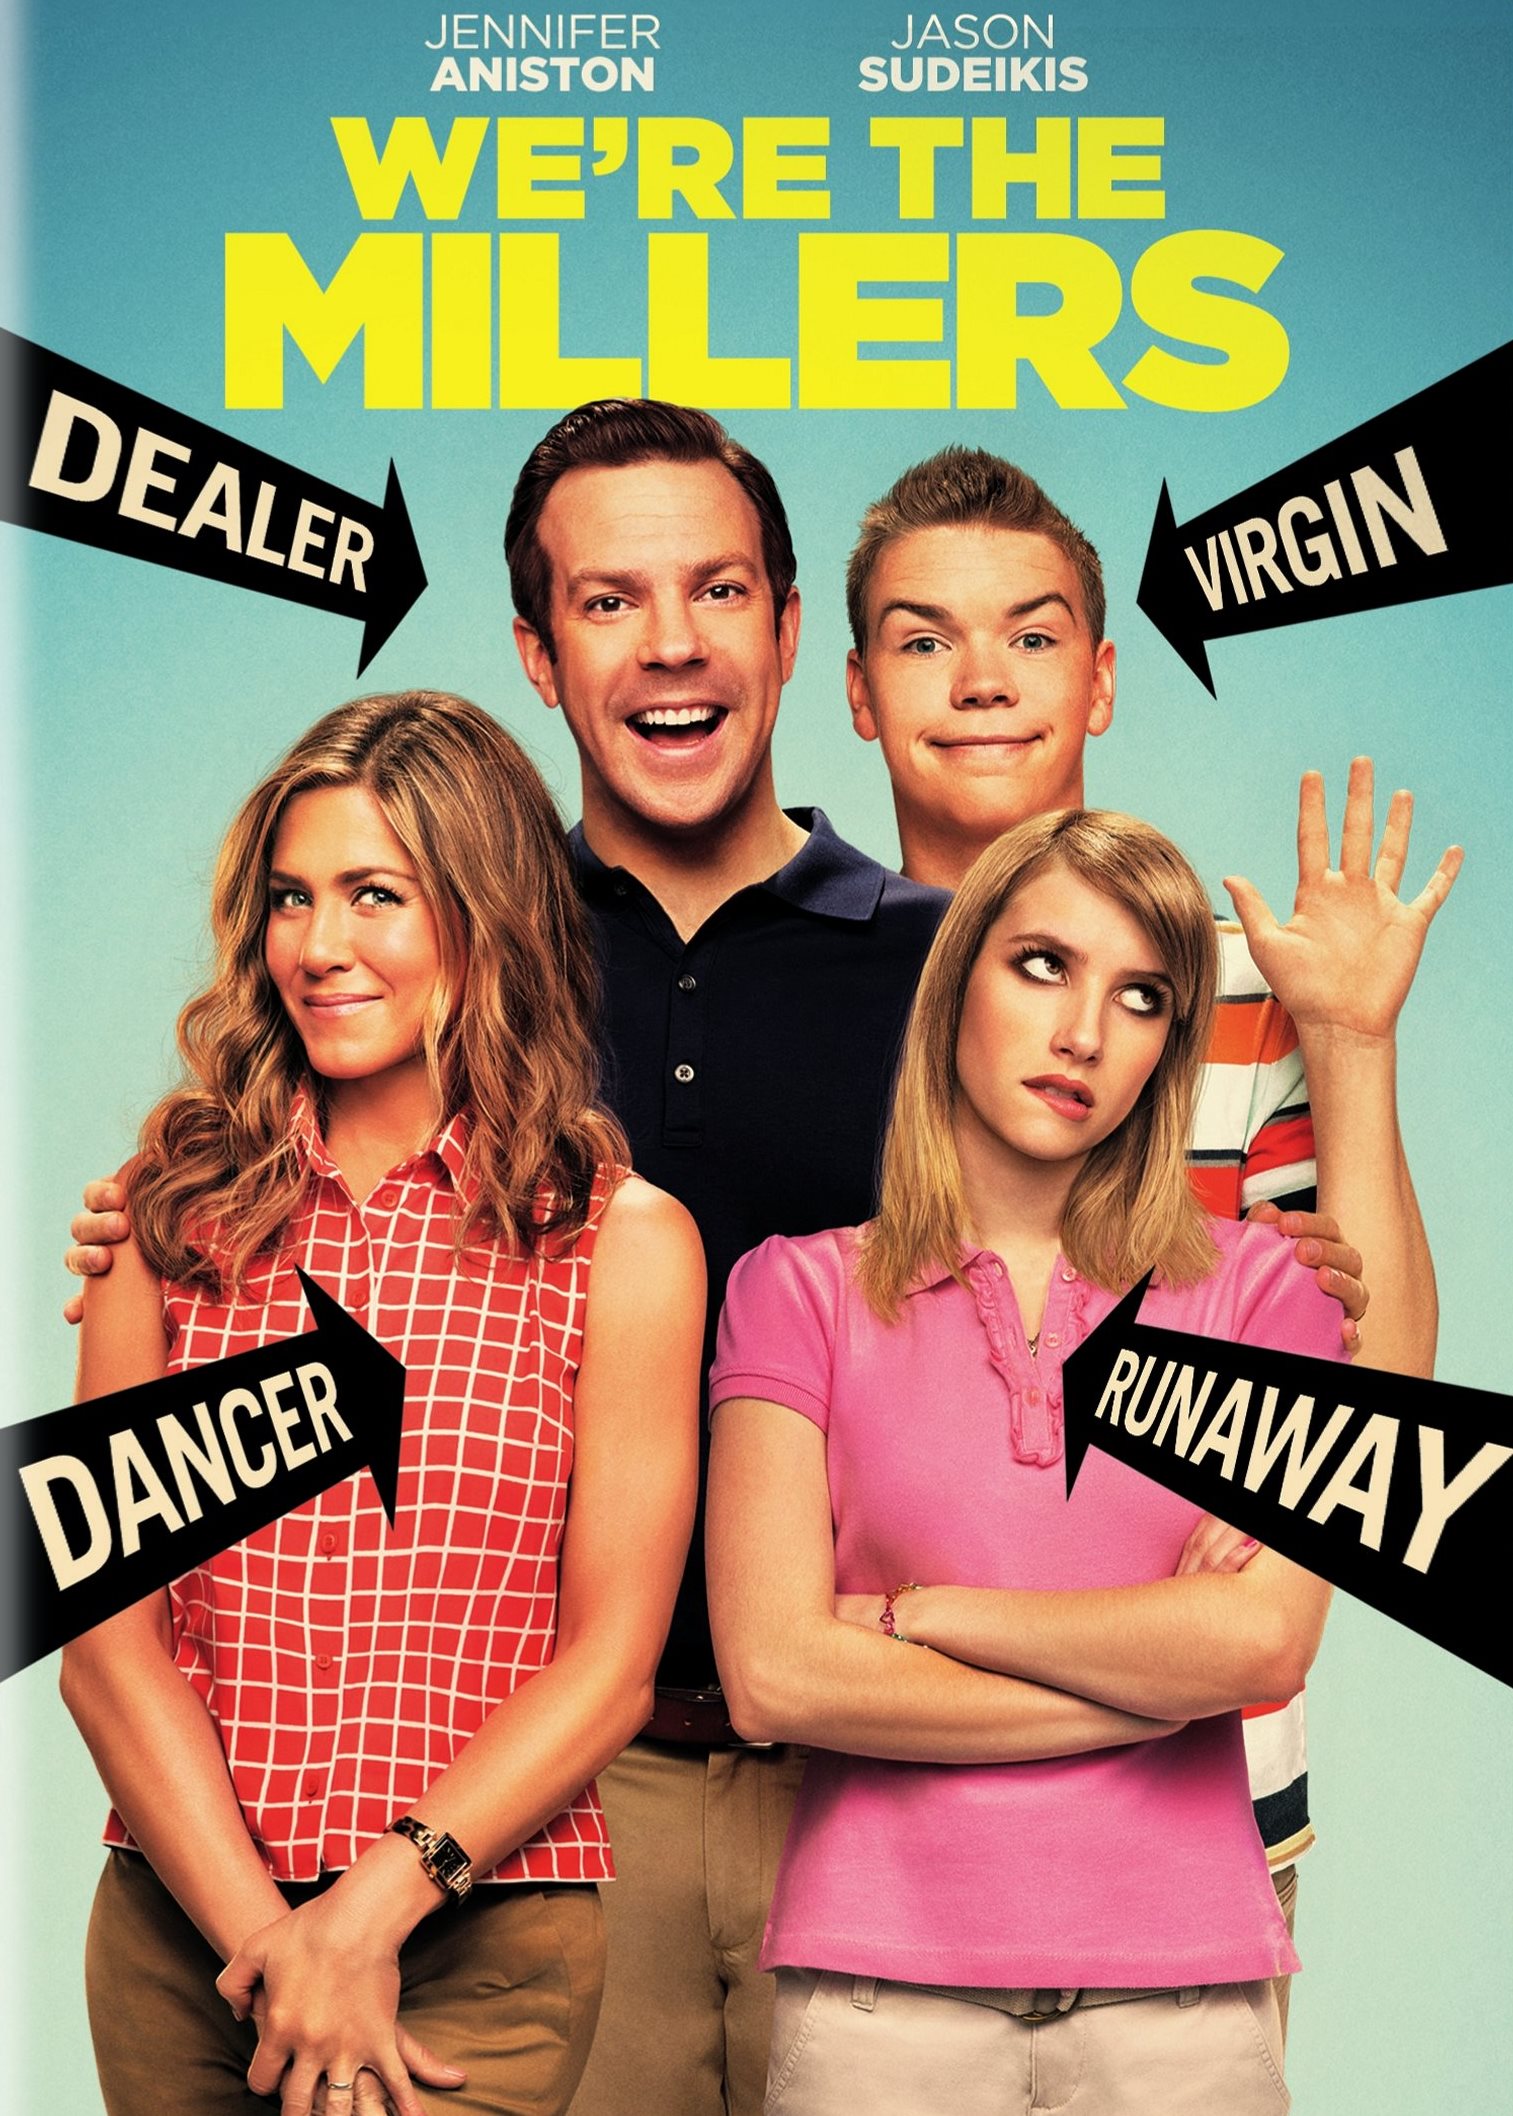 JENNIFER
ANISTON
JASON
SUDEIKIS
WE'RE THE
MILLERS
DEALER
VIRGIN
DANCER
RUNAWAY